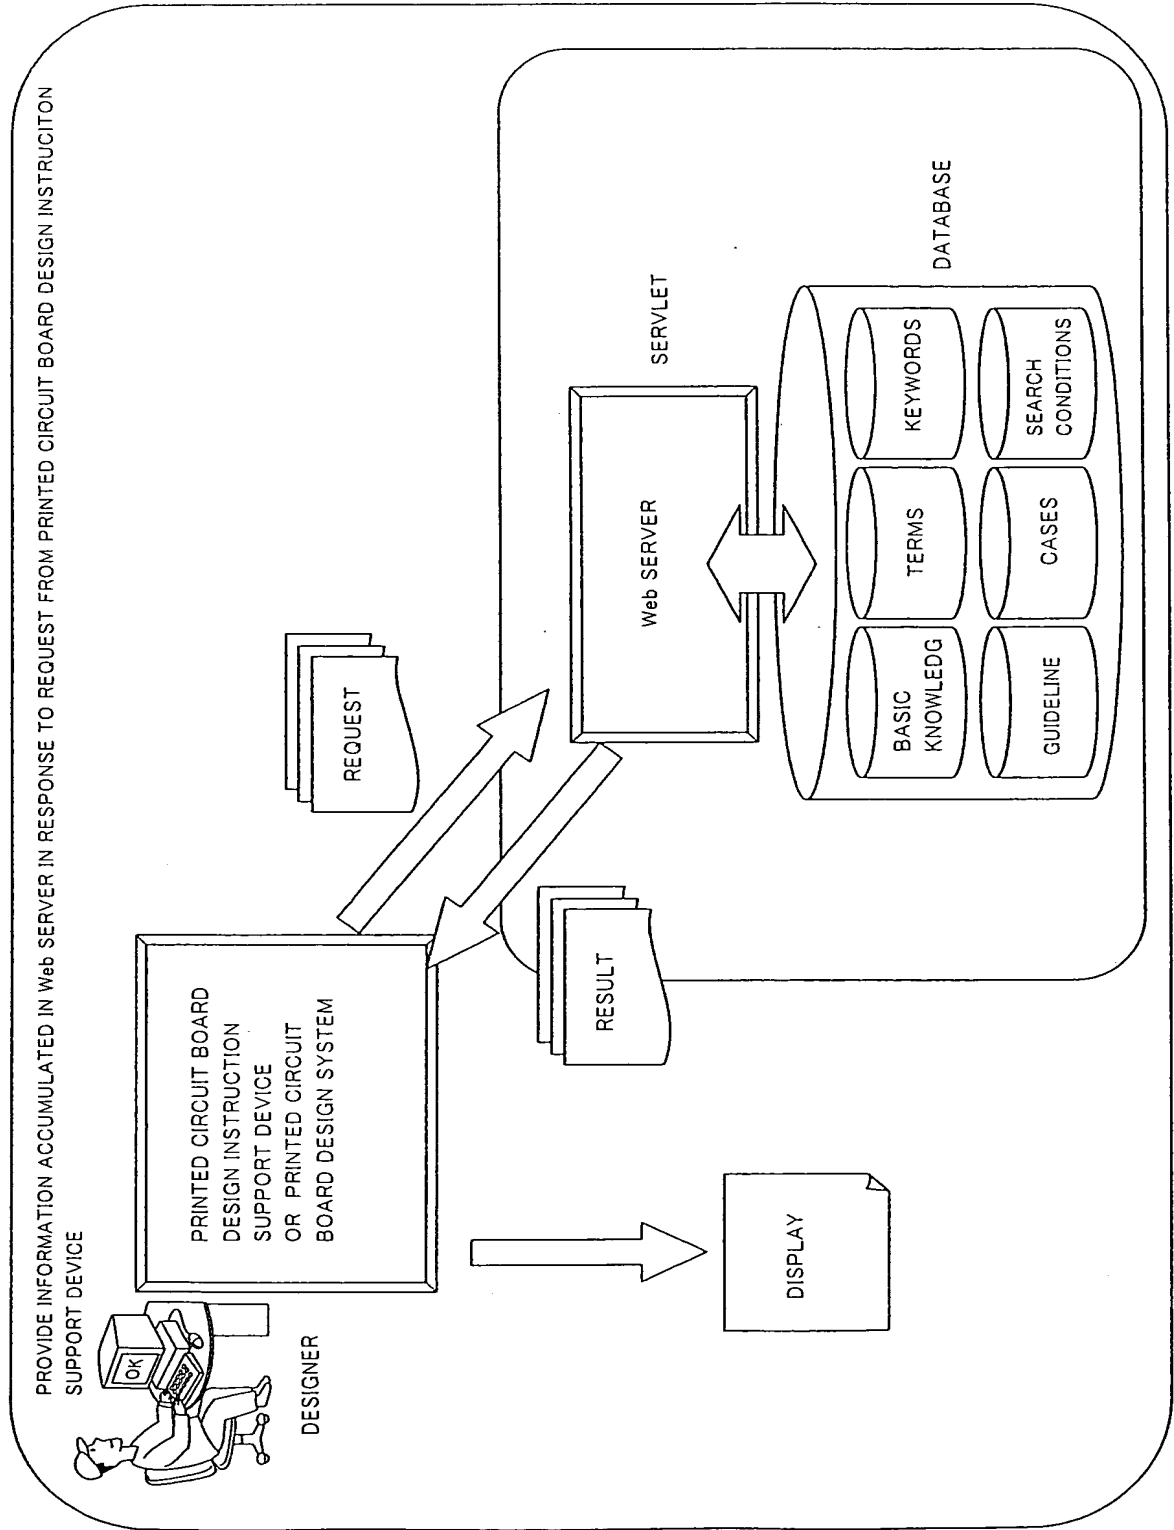 PROVIDE INFORMATION ACCUMULATED IN Web SERVER IN RESPONSE TO REQUEST FROM PRINTED CIRCUIT BOARD DESIGN INSTRUCITON
SUPPORT DEVICE
OK
DESIGNER
PRINTED CIRCUIT BOARD
DESIGN INSTRUCTION
SUPPORT DEVICE
OR PRINTED CIRCUIT
BOARD DESIGN SYSTEM
REQUEST
RESULT
DISPLAY
Web SERVER
SERVLET
DATABASE
BASIC
KNOWLEDG
TERMS
KEYWORDS
GUIDELINE
CASES
SEARCH
CONDITIONS